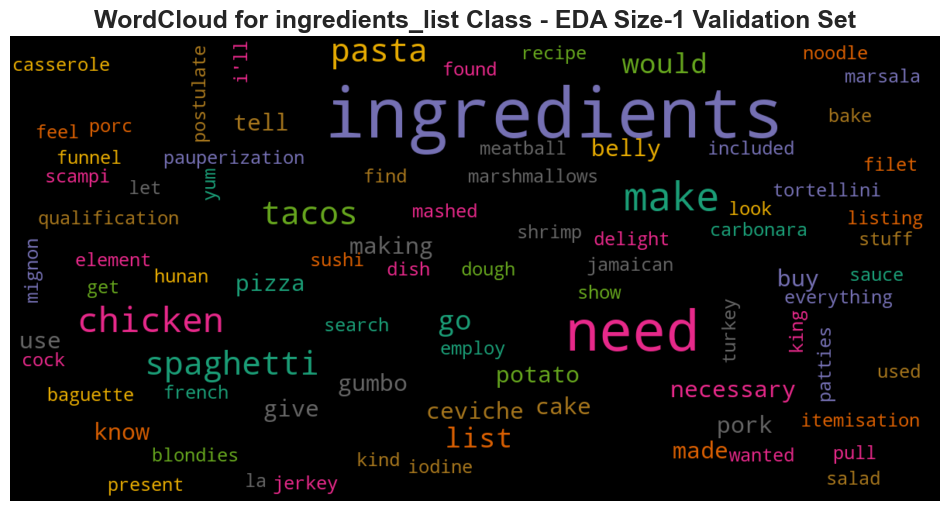 WordCloud for ingredients_list Class - EDA Size-1 Validation Set
casserole
postulate
i'll
pasta
found
recipe
would
noodle
marsala
ingredients
bake
feel
porc
tell
funnel
pauperization
meatball
belly
included
filet
scampi
let
yum
find
marshmallows
make
tortellini
look
qualification
tacos
mashed
listing
carbonara
stuff
shrimp
delight
making
mignon
element
hunan
sushi
dish
dough
jamaican
get
pizza
show
buy
sauce
everything
chicken
search
go
need
turkey
king
use
cock
spaghetti
employ
patties
baguette
french
gumbo
potato
necessary
used
give
ceviche
cake
know
list
pork
itemisation
blondies
kind
iodine
made
wanted
pull
present
la
jerkey
salad